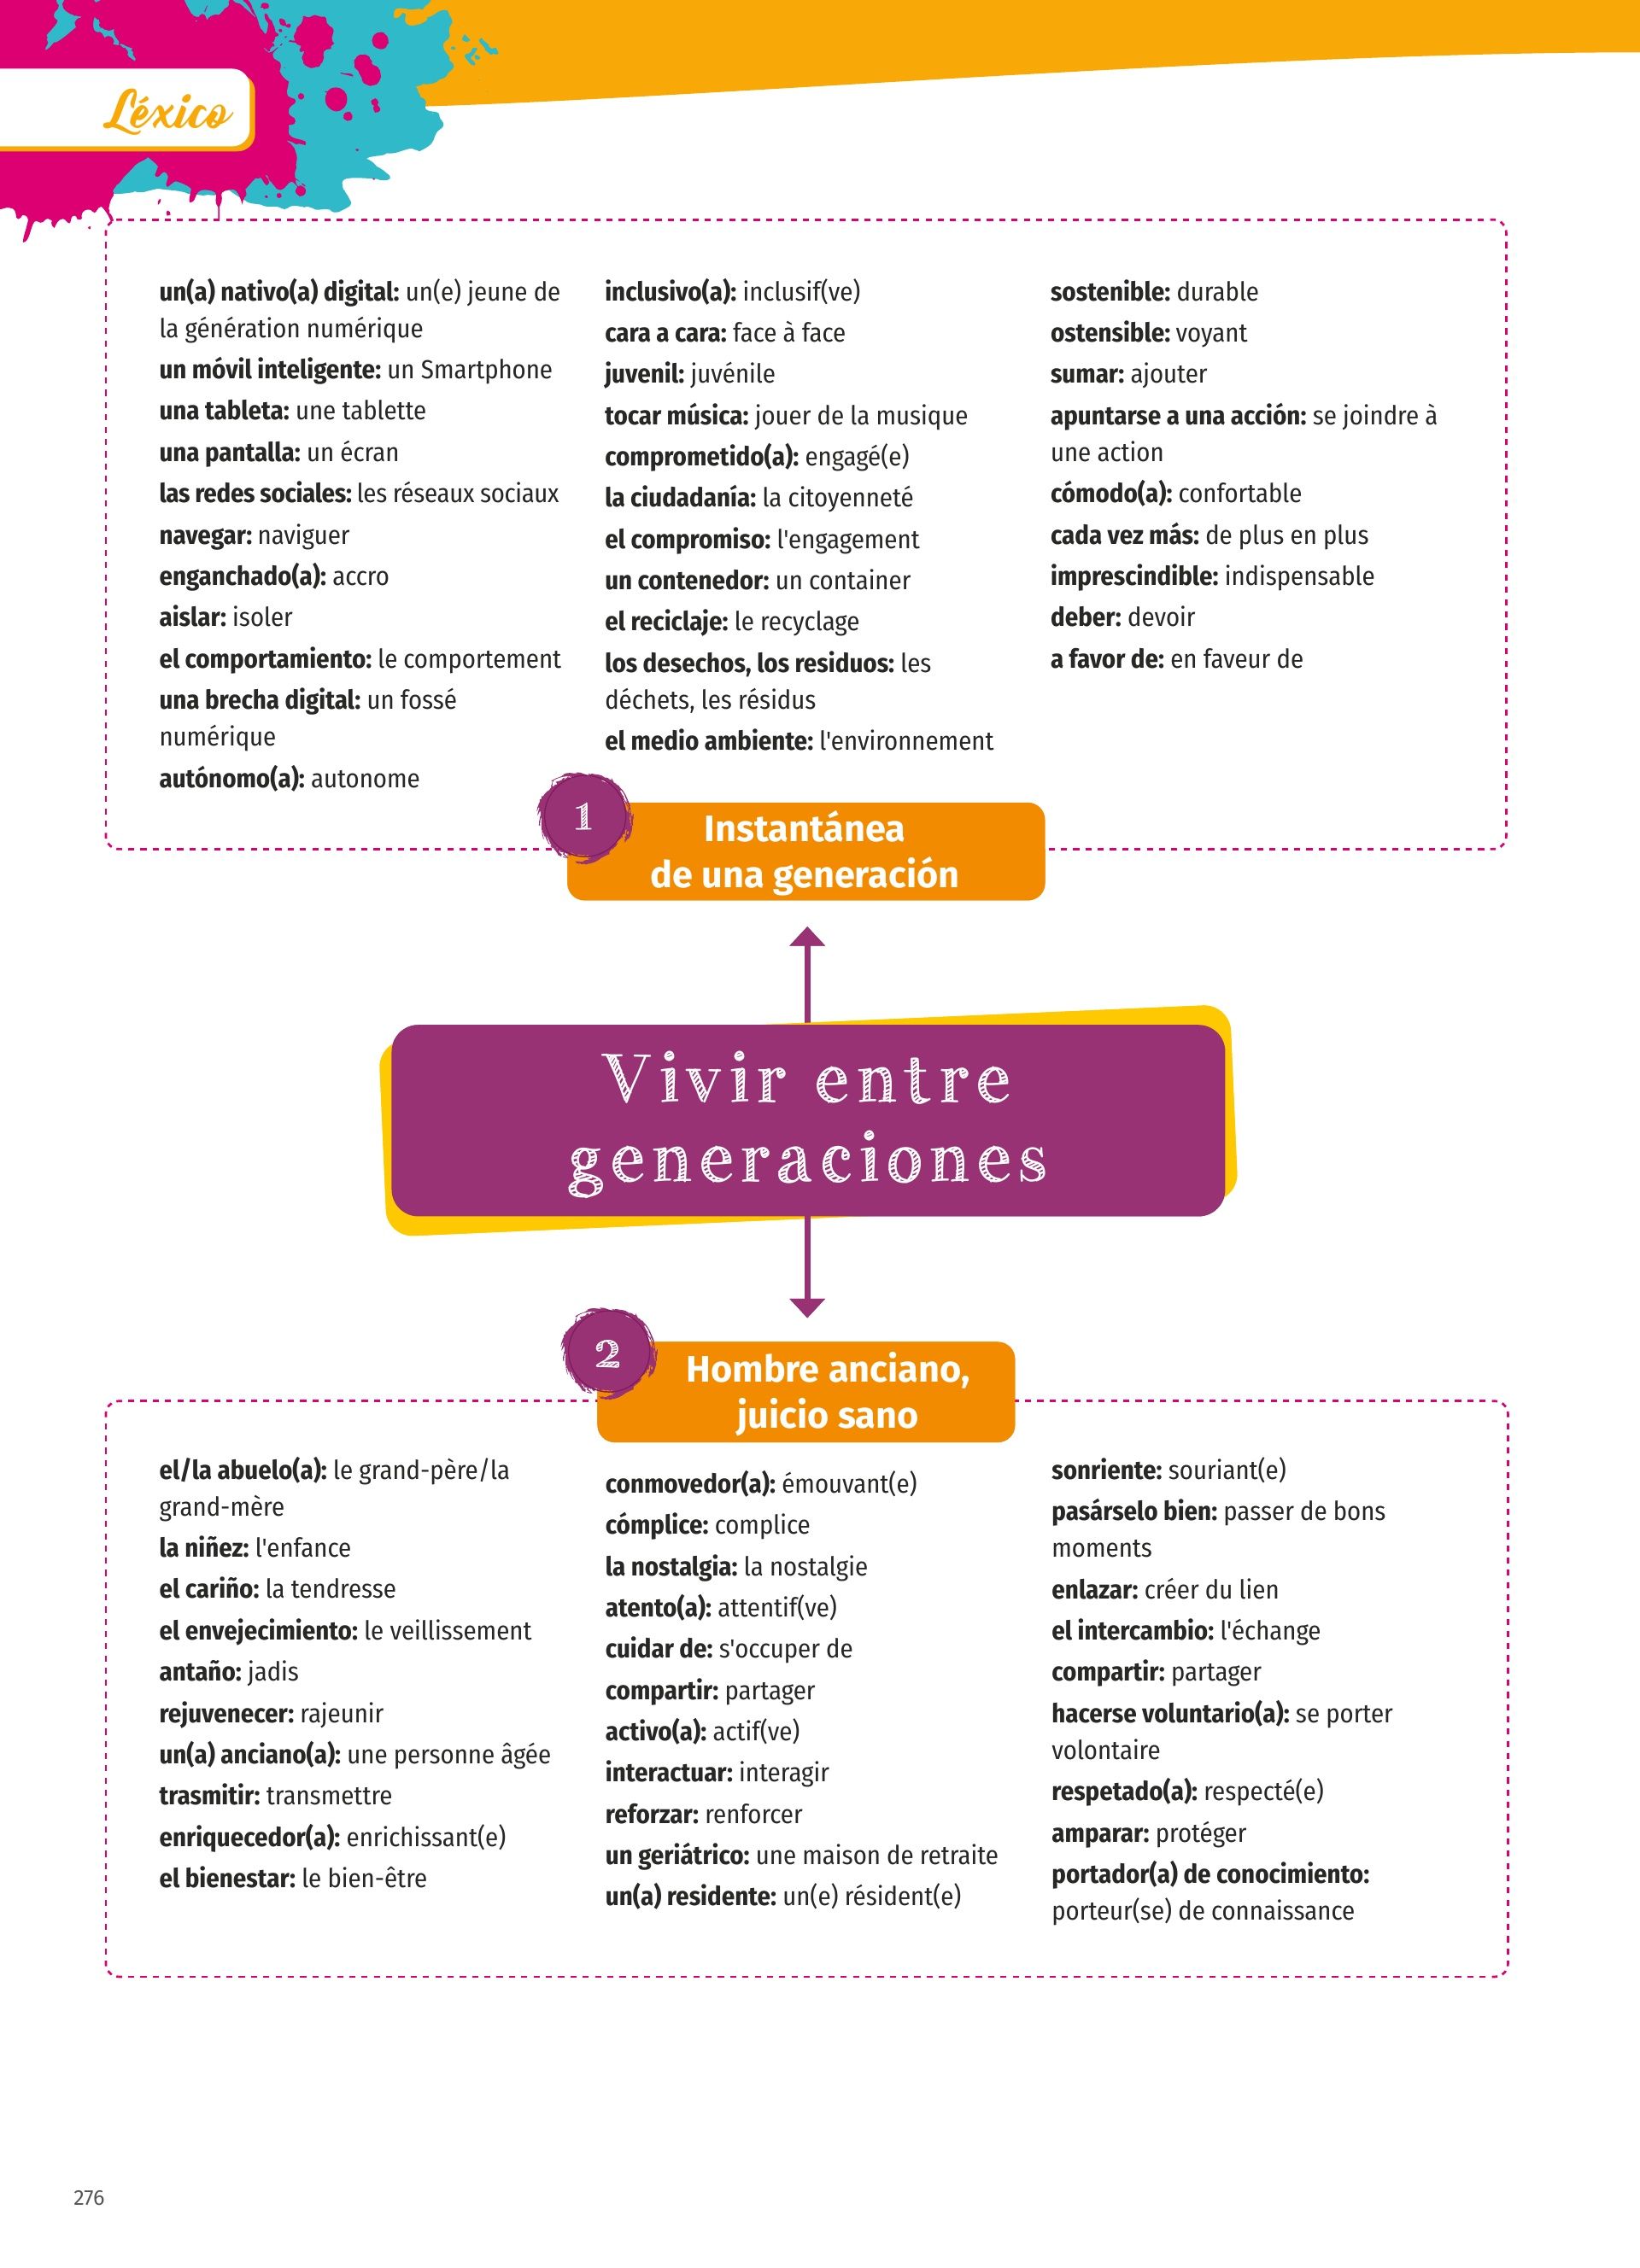 Léxico
un(a) nativo(a) digital: un(e) jeune de
la génération numérique
un móvil inteligente: un Smartphone
una tableta: une tablette
una pantalla: un écran
las redes sociales: les réseaux sociaux
navegar: naviguer
enganchado(a): accro
aislar: isoler
el comportamiento: le comportement
una brecha digital: un fossé
numérique
autónomo(a): autonome
inclusivo(a): inclusif(ve)
cara a cara: face à face
juvenil: juvénile
tocar música: jouer de la musique
comprometido(a): engagé(e)
la ciudadanía: la citoyenneté
el compromiso: l'engagement
un contenedor: un container
el reciclaje: le recyclage
los desechos, los residuos: les
déchets, les résidus
el medio ambiente: l'environnement
sostenible: durable
ostensible: voyant
sumar: ajouter
apuntarse a una acción: se joindre à
une action
cómodo(a): confortable
cada vez más: de plus en plus
imprescindible: indispensable
deber: devoir
a favor de: en faveur de
1
Instantánea
de una generación
Vivir entre
generaciones
2
Hombre anciano,
juicio sano
el/la abuelo(a): le grand-père/la
grand-mère
la niñez: l'enfance
el cariño: la tendresse
el envejecimiento: le veillissement
antaño: jadis
rejuvenecer: rajeunir
un(a) anciano(a): une personne âgée
trasmitir: transmettre
enriquecedor(a): enrichissant(e)
el bienestar: le bien-être
conmovedor(a): émouvant(e)
cómplice: complice
la nostalgia: la nostalgie
atento(a): attentif(ve)
cuidar de: s'occuper de
compartir: partager
activo(a): actif(ve)
interactuar: interagir
reforzar: renforcer
un geriátrico: une maison de retraite
un(a) residente: un(e) résident(e)
sonriente: souriant(e)
pasárselo bien: passer de bons
moments
enlazar: créer du lien
el intercambio: l'échange
compartir: partager
hacerse voluntario(a): se porter
volontaire
respetado(a): respecté(e)
amparar: protéger
portador(a) de conocimiento:
porteur(se) de connaissance
276